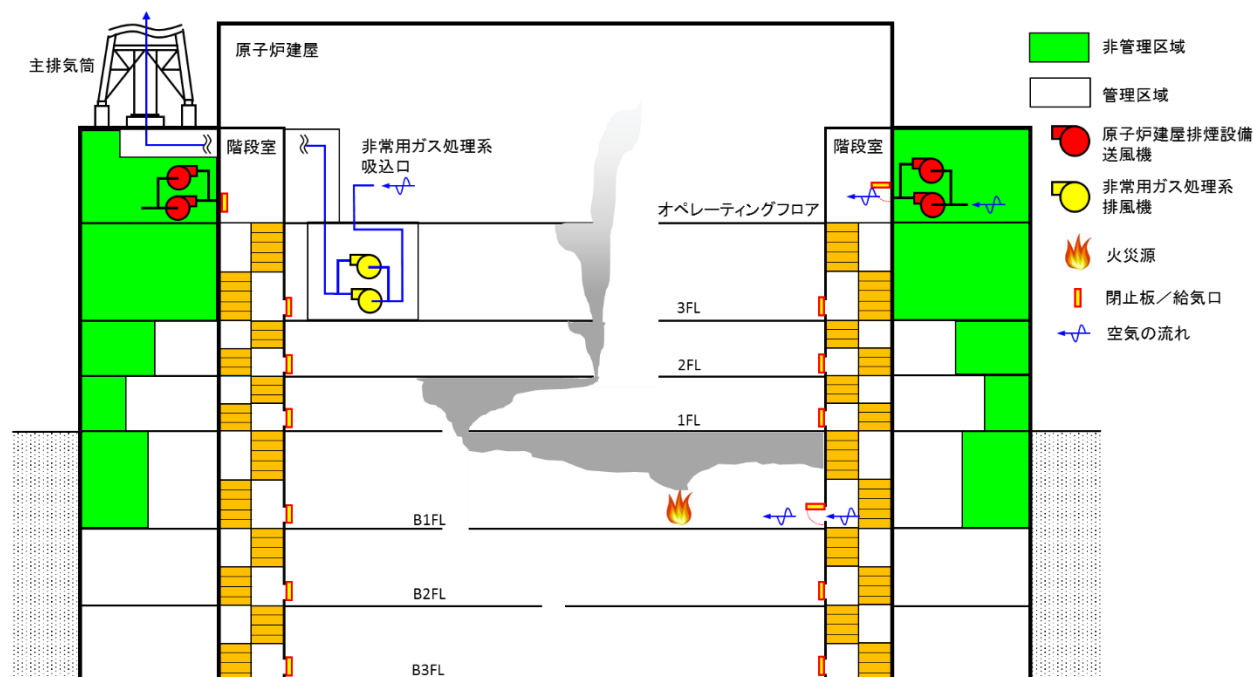 原子炉建屋
主排気筒
階段室
非常用ガス処理系
吸込口
オペレーティングフロア
階段室
3FL
2FL
1FL
B1FL
B2FL
B3FL
非管理区域
管理区域
原子炉建屋排煙設備
送風機
非常用ガス処理系
排風機
火災源
閉止板／給気口
空気の流れ